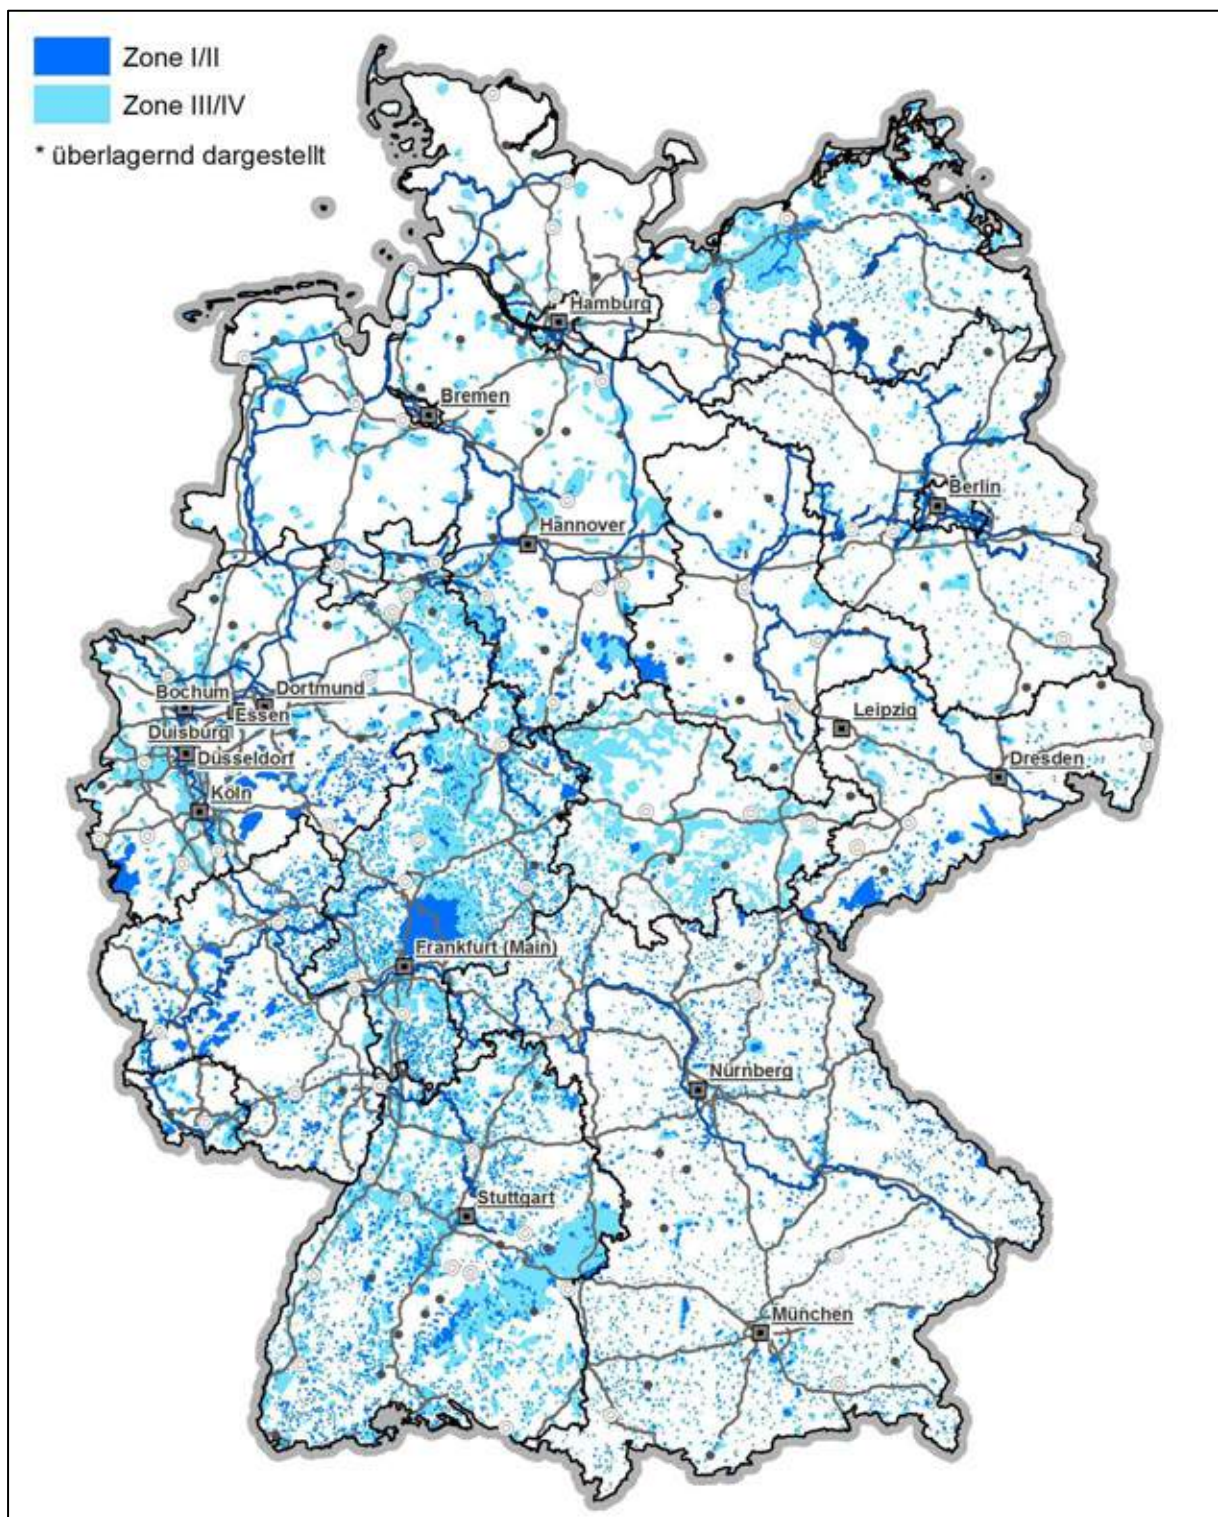 Zone I/II
Zone III/IV
* überlagernd dargestellt
Hamburg
Bremen
Berlin
Hannover
Bochum
Dortmund
Essen
Duisburg
Düsseldorf
Leipzig
Dresden
Köln
Frankfurt (Main)
Nürnberg
Stuttgart
München